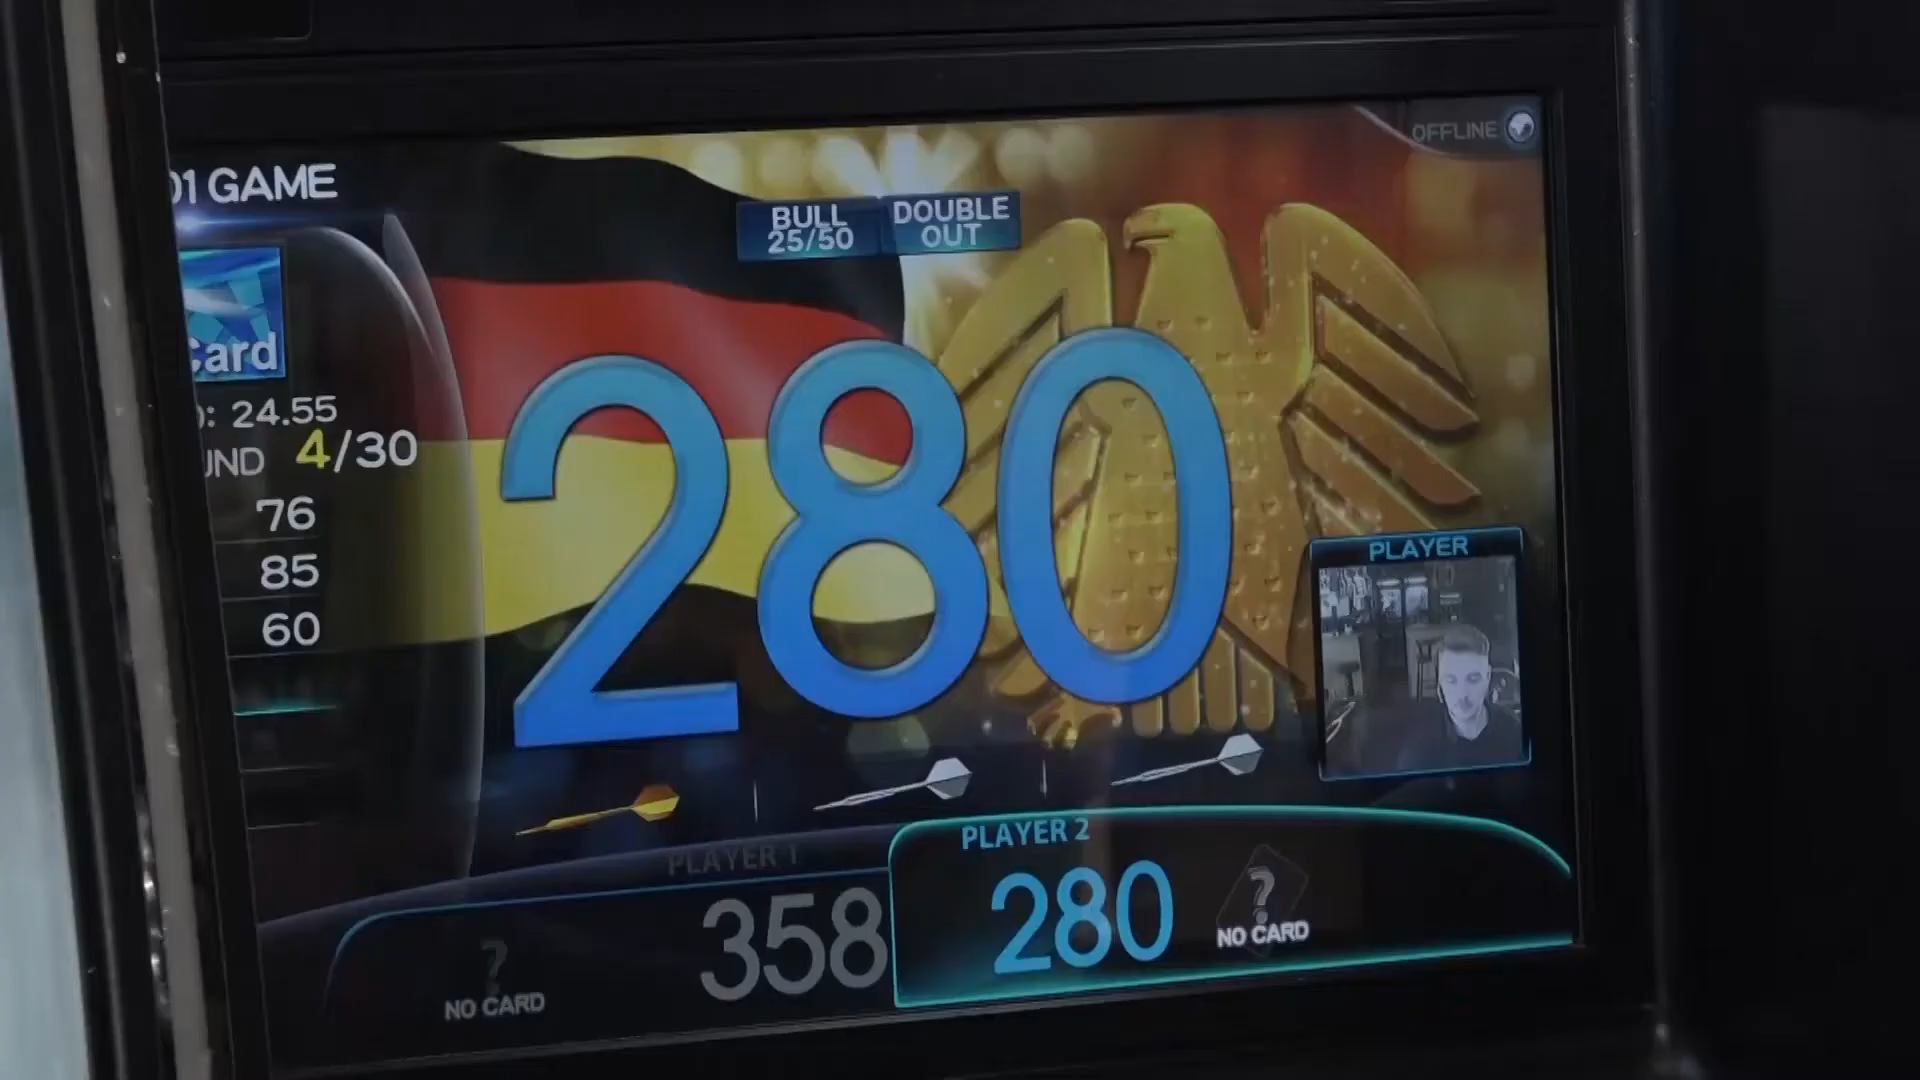 01 GAME
OFFLINE
BULL
25/50
DOUBLE
OUT
Card
: 24.55
UND 4/30
76
85
60
280
PLAYER
PLAYER 1
358
NO CARD
PLAYER 2
280
NO CARD